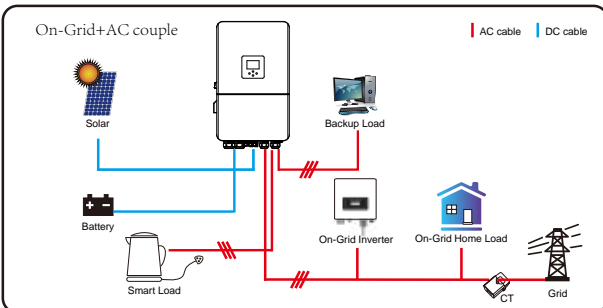 On-Grid+AC couple
AC cable
DC cable
Solar
Backup Load
Battery
On-Grid Inverter
On-Grid Home Load
Smart Load
CT
Grid